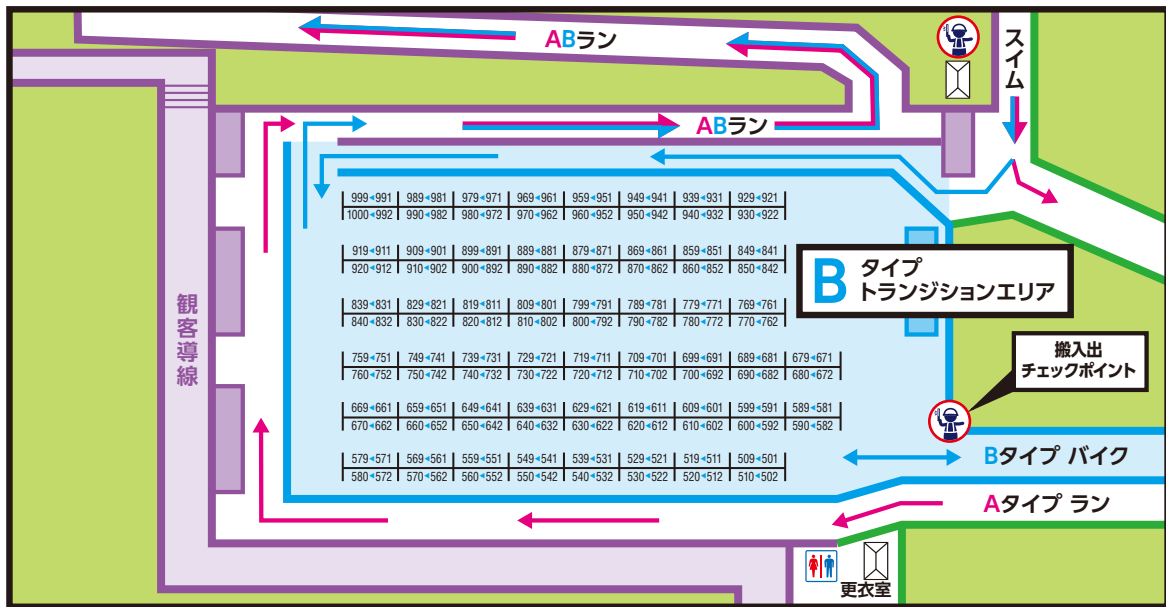 ABラン
スイム
ABラン
999◂991 989◂981 979◂971 969◂961 959◂951 949◂941 939◂931 929◂921
1000◂992 990◂982 980◂972 970◂962 960◂952 950◂942 940◂932 930◂922
919◂911 909◂901 899◂891 889◂881 879◂871 869◂861 859◂851 849◂841
920◂912 910◂902 900◂892 890◂882 880◂872 870◂862 860◂852 850◂842
B タイプ
トランジションエリア
839◂831 829◂821 819◂811 809◂801 799◂791 789◂781 779◂771 769◂761
840◂832 830◂822 820◂812 810◂802 800◂792 790◂782 780◂772 770◂762
観客導線
搬入出
チェックポイント
759◂751 749◂741 739◂731 729◂721 719◂711 709◂701 699◂691 689◂681 679◂671
760◂752 750◂742 740◂732 730◂722 720◂712 710◂702 700◂692 690◂682 680◂672
669◂661 659◂651 649◂641 639◂631 629◂621 619◂611 609◂601 599◂591 589◂581
670◂662 660◂652 650◂642 640◂632 630◂622 620◂612 610◂602 600◂592 590◂582
579◂571 569◂561 559◂551 549◂541 539◂531 529◂521 519◂511 509◂501
580◂572 570◂562 560◂552 550◂542 540◂532 530◂522 520◂512 510◂502
Bタイプ バイク
Aタイプ ラン
更衣室